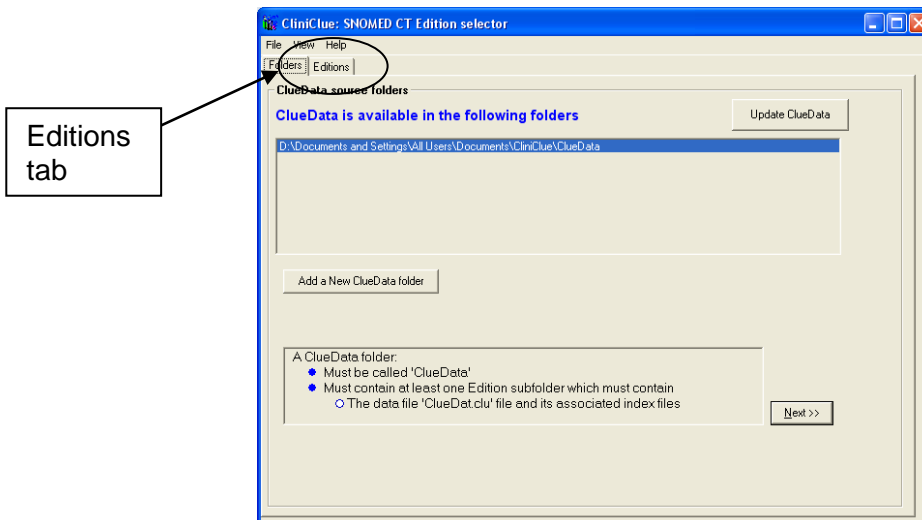 CliniClue: SNOMED CT Edition selector
File View Help
Folders Editions
ClueData source folders
ClueData is available in the following folders
Update ClueData
Editions
tab
D:\Documents and Settings\All Users\Documents\CliniClue\ClueData
Add a New ClueData folder
A ClueData folder:
Must be called 'ClueData'
Must contain at least one Edition subfolder which must contain
The data file 'ClueDat.clu' file and its associated index files
Next >>